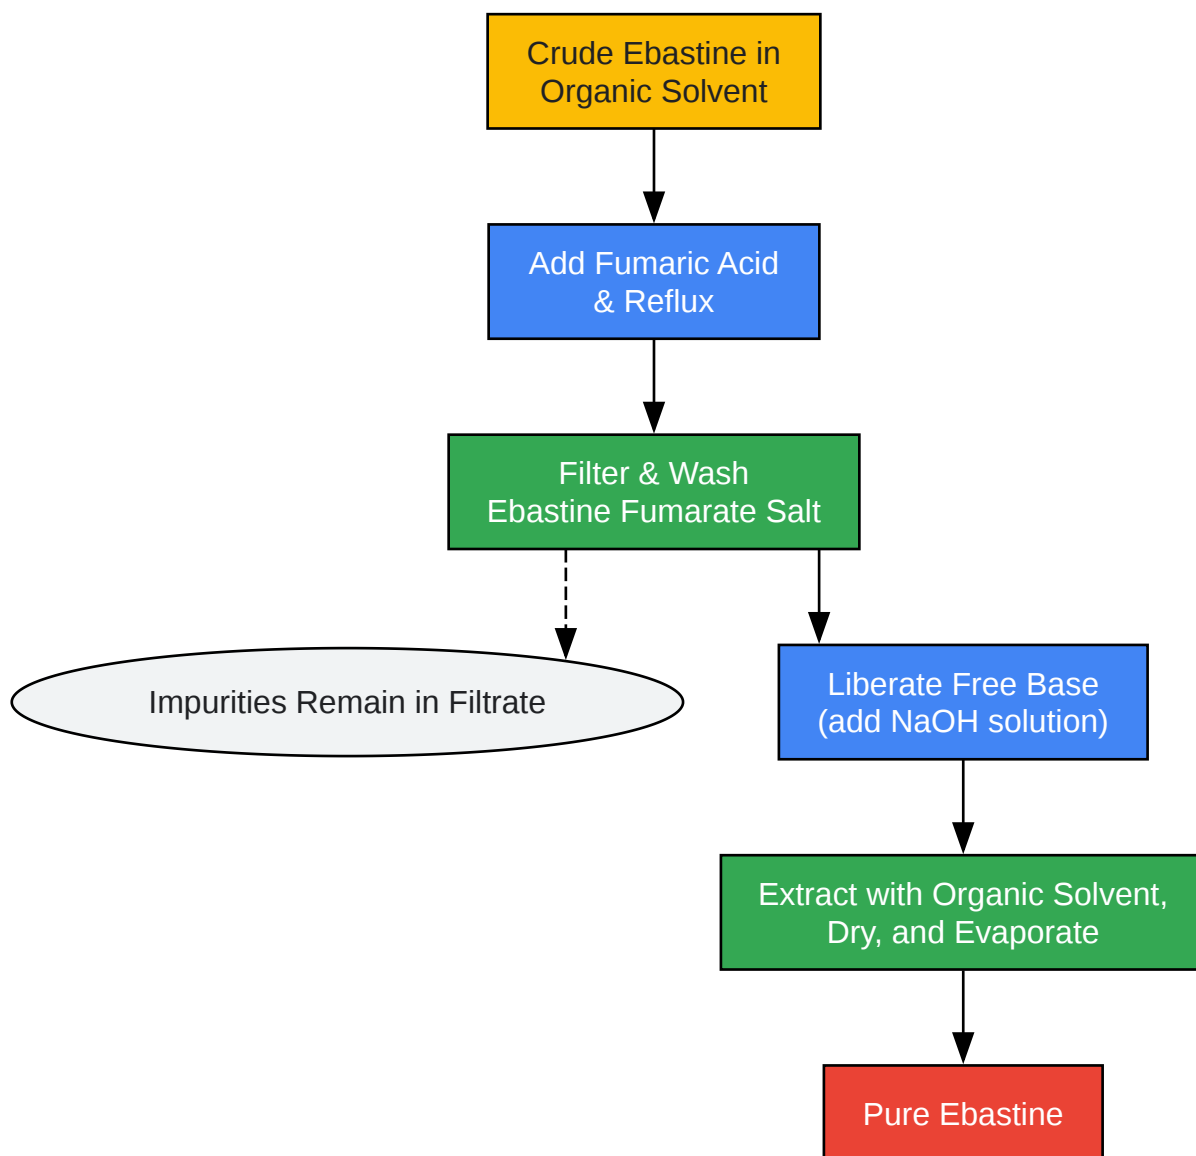 Crude Ebastine in
Organic Solvent
Add Fumaric Acid
& Reflux
Filter & Wash
Ebastine Fumarate Salt
Impurities Remain in Filtrate
Liberate Free Base
(add NaOH solution)
Extract with Organic Solvent,
Dry, and Evaporate
Pure Ebastine